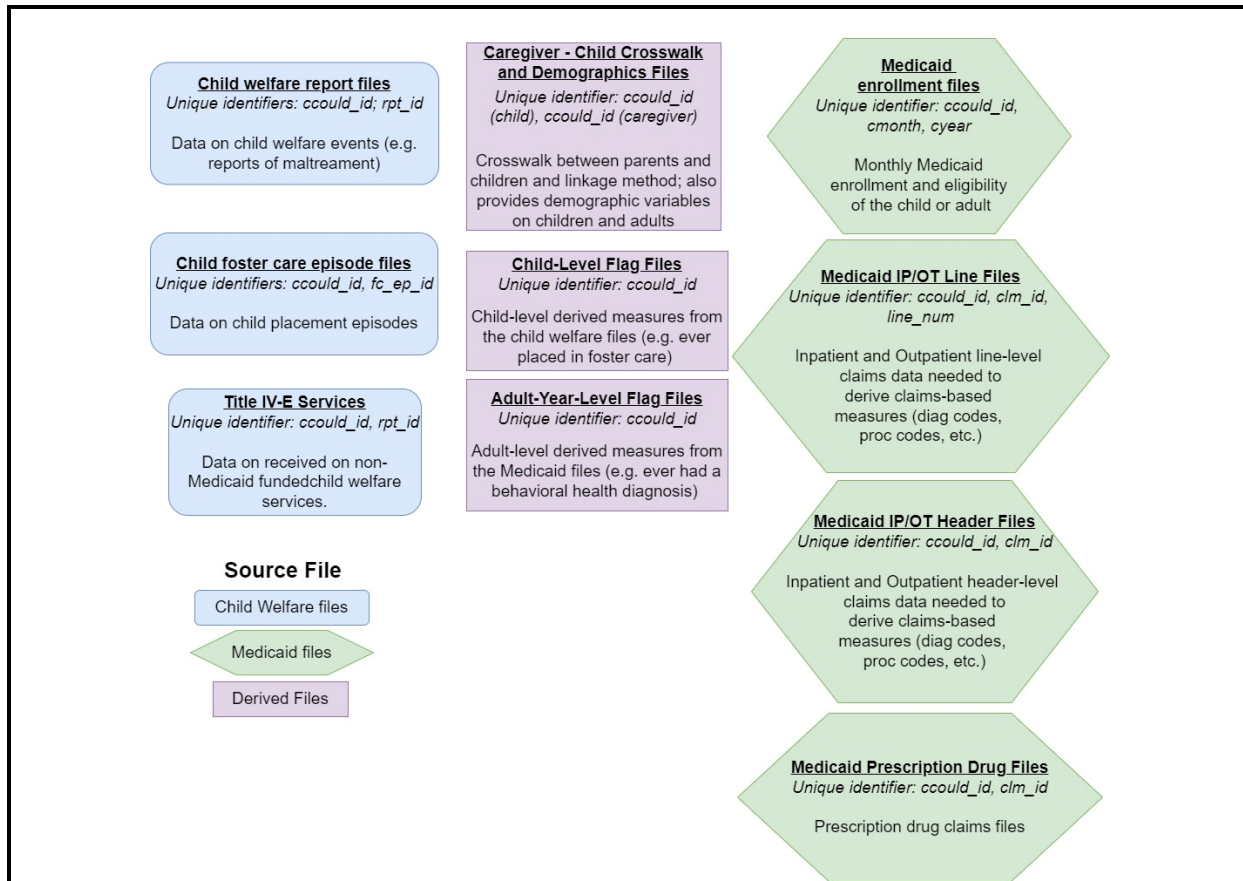 Child welfare report files
Unique identifiers: ccould_id; rpt_id
Data on child welfare events (e.g.
reports of maltreament)
Child foster care episode files
Unique identifiers: ccould_id, fc_ep_id
Data on child placement episodes
Title IV-E Services
Unique identifier: ccould_id, rpt_id
Data on received on non-
Medicaid fundedchild welfare
services.
Source File
Child Welfare files
Medicaid files
Derived Files
Caregiver - Child Crosswalk
and Demographics Files
Unique identifier: ccould_id
(child), ccould_id (caregiver)
Crosswalk between parents and
children and linkage method; also
provides demographic variables
on children and adults
Child-Level Flag Files
Unique identifier: ccould_id
Child-level derived measures from
the child welfare files (e.g. ever
placed in foster care)
Adult-Year-Level Flag Files
Unique identifier: ccould_id
Adult-level derived measures from
the Medicaid files (e.g. ever had a
behavioral health diagnosis)
Medicaid
enrollment files
Unique identifier: ccould_id,
cmonth, cyear
Monthly Medicaid
enrollment and eligibility
of the child or adult
Medicaid IP/OT Line Files
Unique identifier: ccould_id, clm_id,
line_num
Inpatient and Outpatient line-level
claims data needed to
derive claims-based
measures (diag codes,
proc codes, etc.)
Medicaid IP/OT Header Files
Unique identifier: ccould_id, clm_id
Inpatient and Outpatient header-level
claims data needed to
derive claims-based
measures (diag codes,
proc codes, etc.)
Medicaid Prescription Drug Files
Unique identifier: ccould_id, clm_id
Prescription drug claims files